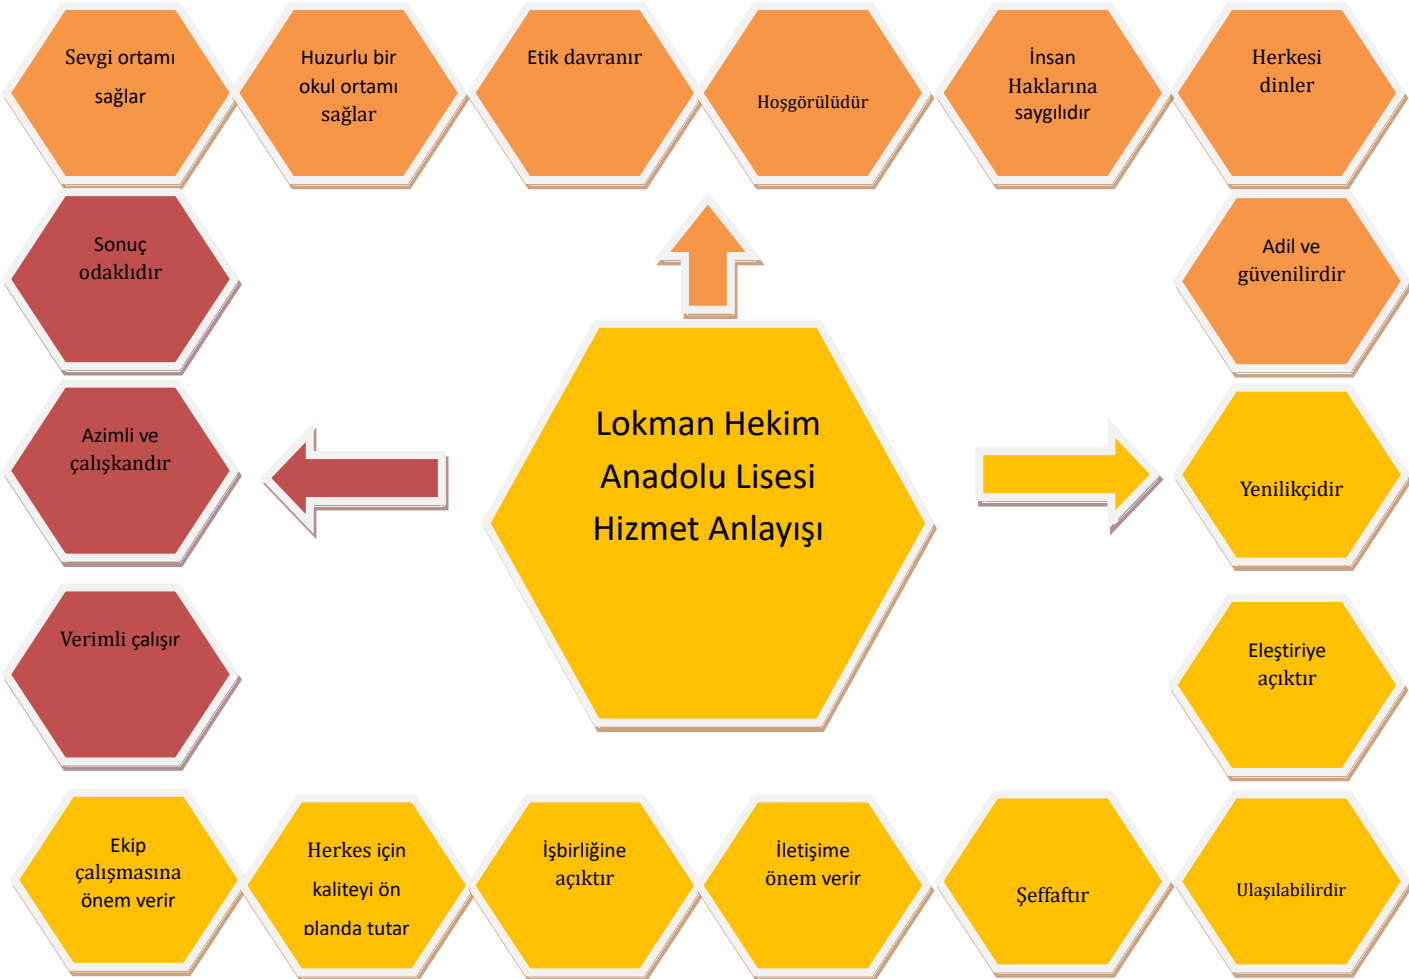 Sevgi ortamı
sağlar
Huzurlu bir
okul ortamı
sağlar
Etik davranır
Hoşgörülüdür
İnsan
Haklarına
saygılıdır
Herkesi
dinler
Sonuç
odaklıdır
Adil ve
güvenilirdir
Azimli ve
çalışkandır
Lokman Hekim
Anadolu Lisesi
Hizmet Anlayışı
Yenilikçidir
Verimli çalışır
Eleştiriye
açıktır
Ekip
çalışmasına
önem verir
Herkes için
kaliteyi ön
planda tutar
İşbirliğine
açıktır
İletişime
önem verir
Şeffaftır
Ulaşılabilirdir